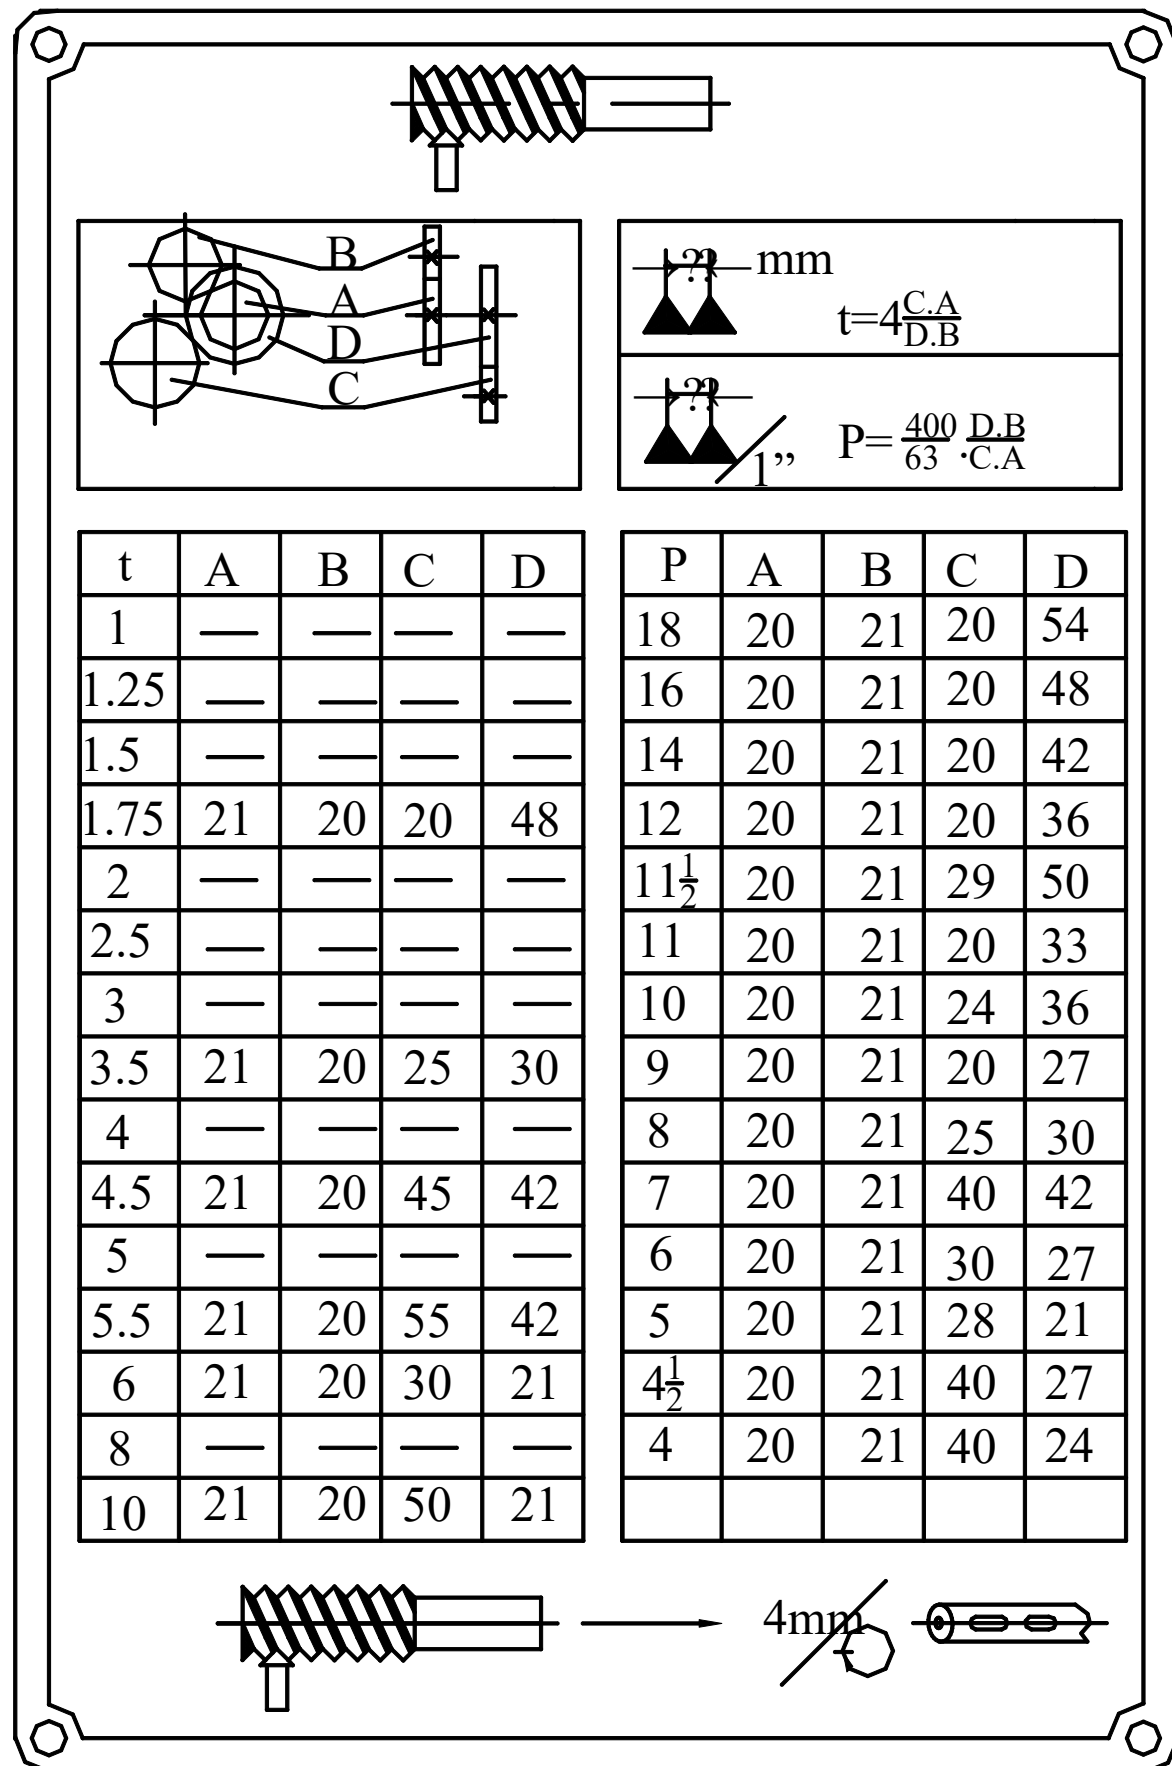 B
A
D
C
?? mm
t=4 C.A/D.B
??/1”
P= 400/63 . D.B/C.A
t A B C D
1 — — — —
1.25 — — — —
1.5 — — — —
1.75 21 20 20 48
2 — — — —
2.5 — — — —
3 — — — —
3.5 21 20 25 30
4 — — — —
4.5 21 20 45 42
5 — — — —
5.5 21 20 55 42
6 21 20 30 21
8 — — — —
10 21 20 50 21
P A B C D
18 20 21 20 54
16 20 21 20 48
14 20 21 20 42
12 20 21 20 36
11½ 20 21 29 50
11 20 21 20 33
10 20 21 24 36
9 20 21 20 27
8 20 21 25 30
7 20 21 40 42
6 20 21 30 27
5 20 21 28 21
4½ 20 21 40 27
4 20 21 40 24
4mm